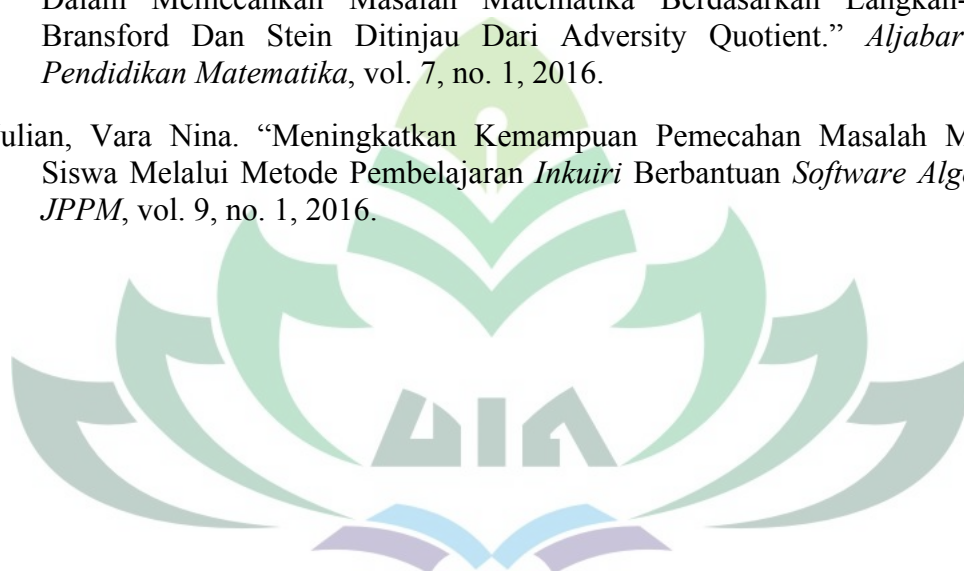 Dalam Memecahkan Masalah Matematika Berdasarkan Langkah-
Bransford Dan Stein Ditinjau Dari Adversity Quotient.” Aljabar
Pendidikan Matematika, vol. 7, no. 1, 2016.
ulian, Vara Nina. “Meningkatkan Kemampuan Pemecahan Masalah M
Siswa Melalui Metode Pembelajaran Inkuiri Berbantuan Software
JPPM, vol. 9, no. 1, 2016.
UIN